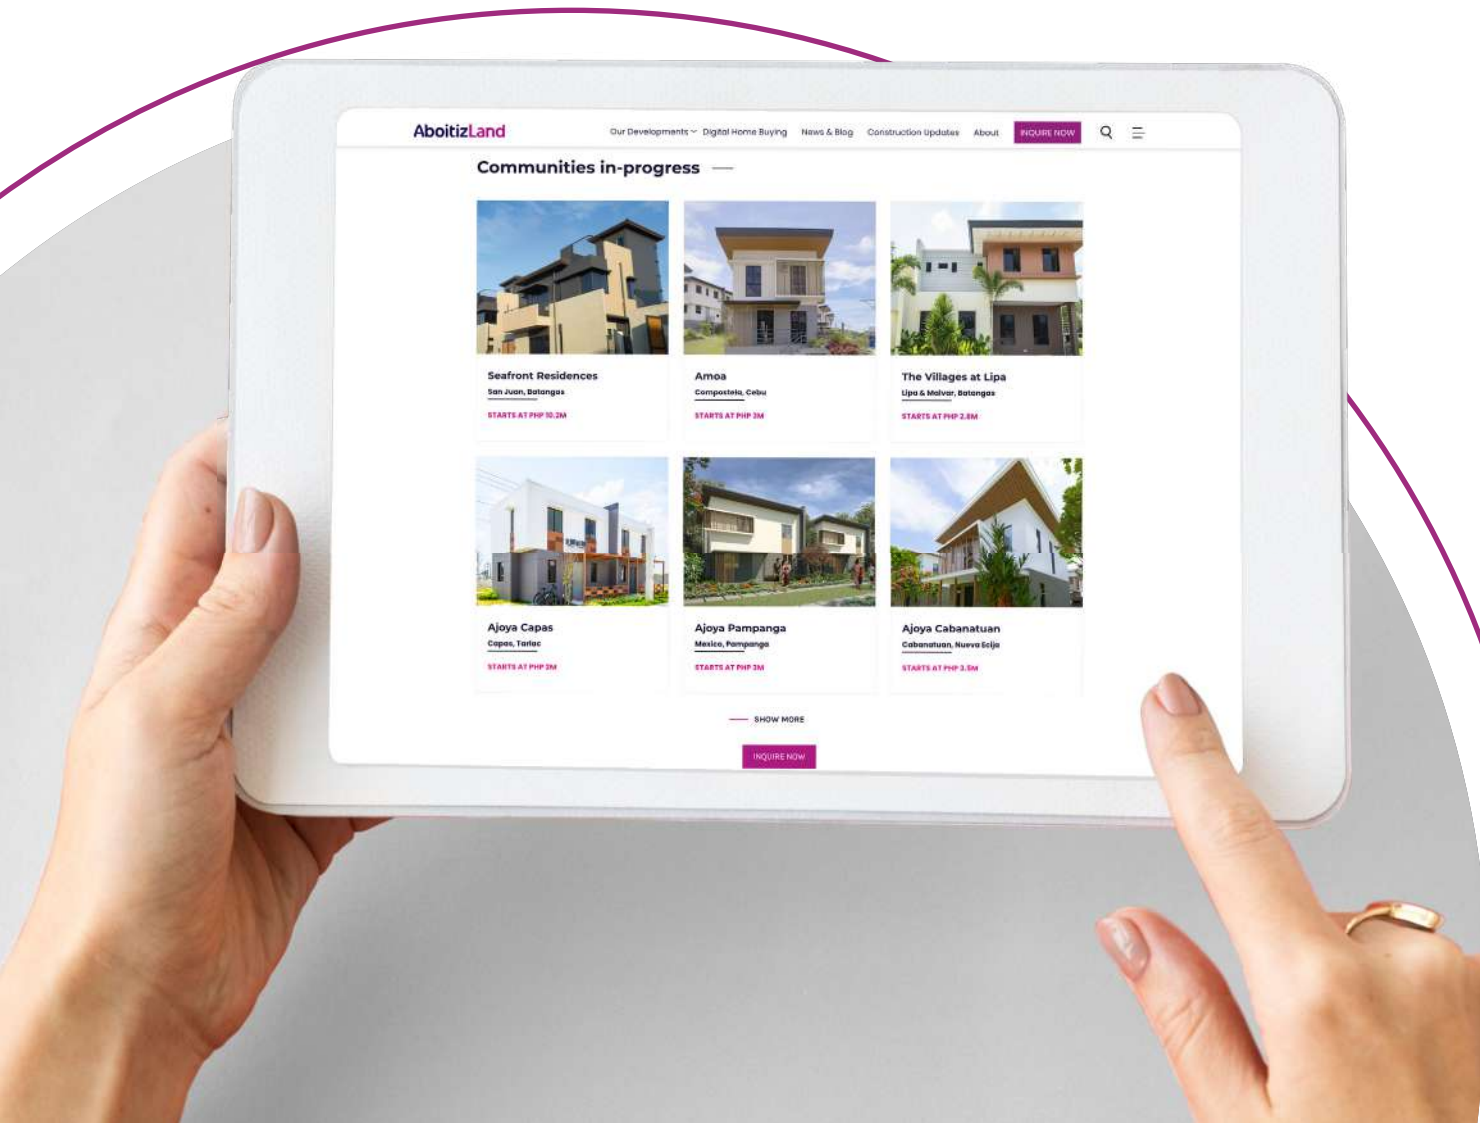 AboitizLand
Our Developments Digital Home Buying News & Blog Construction Updates About INQUIRE NOW
Communities in-progress
Seafront Residences
San Juan, Batangas
STARTS AT PHP 10.2M
Amoa
Compostela, Cebu
STARTS AT PHP 3M
The Villages at Lipa
Lipa & Malvar, Batangas
STARTS AT PHP 2.8M
Ajoya Capas
Capas, Tarlac
STARTS AT PHP 2M
Ajoya Pampanga
Mexico, Pampanga
STARTS AT PHP 3M
Ajoya Cabanatuan
Cabanatuan, Nueva Ecija
STARTS AT PHP 3.5M
SHOW MORE
INQUIRE NOW